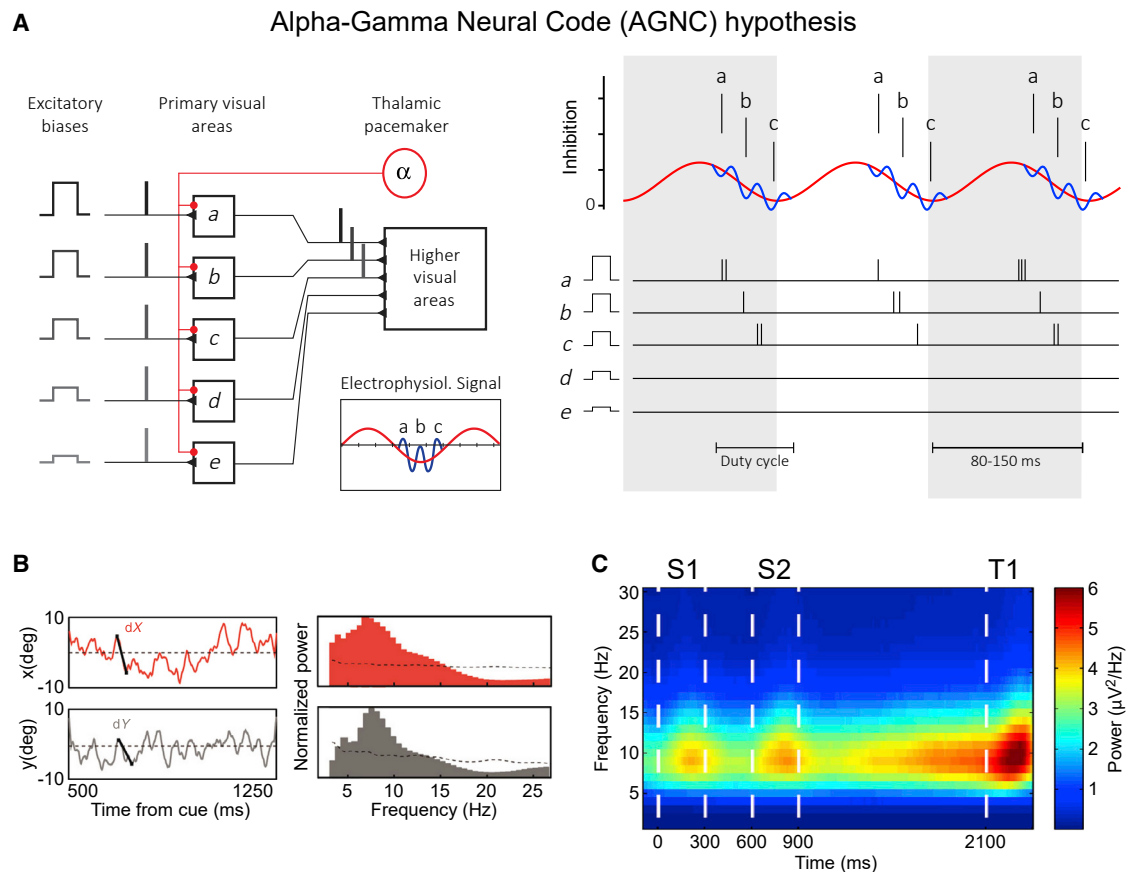 Alpha-Gamma Neural Code (AGNC) hypothesis
A
Excitatory
biases
Primary visual
areas
Thalamic
pacemaker
α
a
b
c
d
e
Higher
visual
areas
Electrophysiol. Signal
a b c
Inhibition
0
a
b
c
a
b
c
a
b
c
a
b
c
d
e
Duty cycle
80-150 ms
B
x(deg)
10
-10
dX
y(deg)
10
-10
dY
500
1250
Time from cue (ms)
Normalized power
5 10 15 20 25
Frequency (Hz)
C
S1 S2 T1
Frequency (Hz)
30
25
20
15
10
5
0 300 600 900 2100
Time (ms)
6
5
4
3
2
1
Power (μV²/Hz)